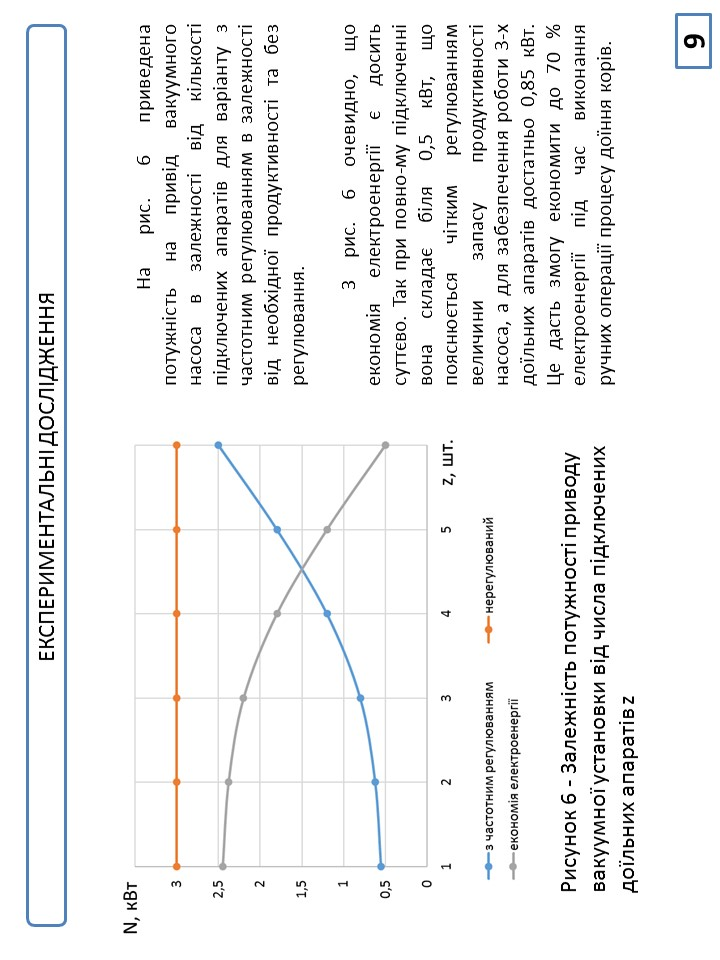 ЕКСПЕРИМЕНТАЛЬНІ ДОСЛІДЖЕННЯ
N, кВт
3
2,5
2
1,5
1
0,5
0
1
2
3
4
5
z, шт.
з частотним регулюванням
нерегулюваний
економія електроенергії
Рисунок 6 - Залежність потужності приводу
вакуумної установки від числа підключених
доїльних апаратів z
На рис. 6 приведена
потужність на привід вакуумного
насоса в залежності від кількості
підключених апаратів для варіанту з
частотним регулюванням в залежності
від необхідної продуктивності та без
регулювання.
З рис. 6 очевидно, що
економія електроенергії є досить
суттєво. Так при повно-му підключенні
вона складає біля 0,5 кВт, що
пояснюється чітким регулюванням
величини запасу продуктивності
насоса, а для забезпечення роботи 3-х
доїльних апаратів достатньо 0,85 кВт.
Це дасть змогу економити до 70 %
електроенергії під час виконання
ручних операції процесу доїння корів.
9